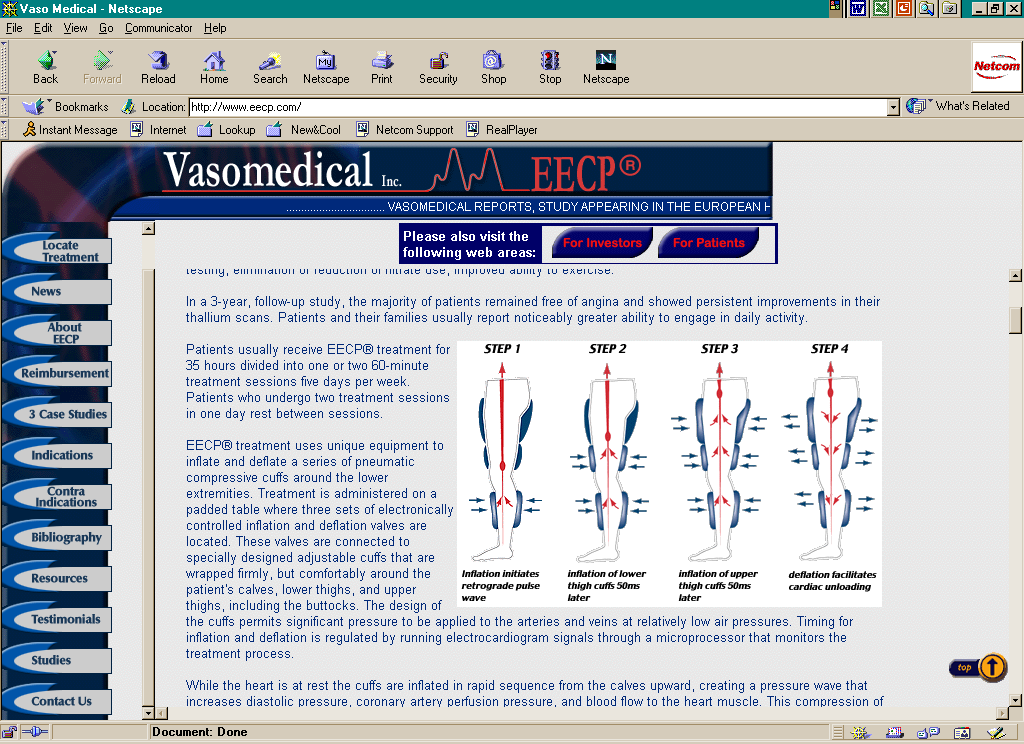 Vaso Medical - Netscape
File Edit View Go Communicator Help
Back Forward Reload Home Search Netscape Print Security Shop Stop Netscape
My
N
Netcom
Bookmarks Location: http://www.eecp.com/ What's Related
Instant Message Internet Lookup New&Cool Netcom Support RealPlayer
Vasomedical Inc. EECP®
................................. VASOMEDICAL REPORTS, STUDY APPEARING IN THE EUROPEAN H
Please also visit the
following web areas:
For Investors For Patients
Locate
Treatment
News
About
EECP
Reimbursement
3 Case Studies
Indications
Contra
Indications
Bibliography
Resources
Testimonials
Studies
Contact Us
testing, elimination or reduction of nitrate use, improved ability to exercise.
In a 3-year, follow-up study, the majority of patients remained free of angina and showed persistent improvements in their
thallium scans. Patients and their families usually report noticeably greater ability to engage in daily activity.
Patients usually receive EECP® treatment for
35 hours divided into one or two 60-minute
treatment sessions five days per week.
Patients who undergo two treatment sessions
in one day rest between sessions.
EECP® treatment uses unique equipment to
inflate and deflate a series of pneumatic
compressive cuffs around the lower
extremities. Treatment is administered on a
padded table where three sets of electronically
controlled inflation and deflation valves are
located. These valves are connected to
specially designed adjustable cuffs that are
wrapped firmly, but comfortably around the
patient's calves, lower thighs, and upper
thighs, including the buttocks. The design of
the cuffs permits significant pressure to be applied to the arteries and veins at relatively low air pressures. Timing for
inflation and deflation is regulated by running electrocardiogram signals through a microprocessor that monitors the
treatment process.
STEP 1 STEP 2 STEP 3 STEP 4
Inflation initiates
retrograde pulse
wave
inflation of lower
thigh cuffs 50ms
later
inflation of upper
thigh cuffs 50ms
later
deflation facilitates
cardiac unloading
While the heart is at rest the cuffs are inflated in rapid sequence from the calves upward, creating a pressure wave that
increases diastolic pressure, coronary artery perfusion pressure, and blood flow to the heart muscle. This compression of
top
Document: Done